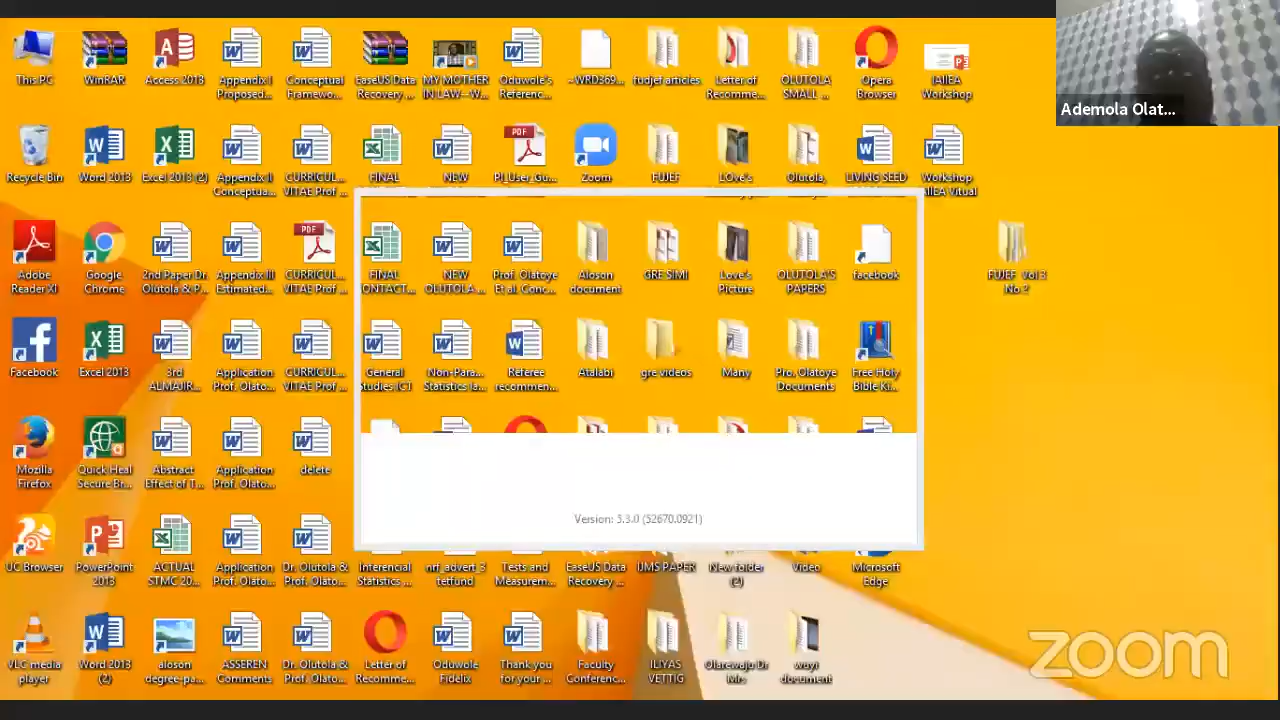 Ademola Olat...
This PC
WinRAR
Access 2013
Appendix I
Proposed...
Conceptual
Framewo...
EaseUS Data
Recovery ...
MY MOTHER
IN LAW--W...
Oduwole's
Referenc...
~WRD369...
fudjef articles
Letter of
Recomme...
OLUTOLA
SMALL ...
Opera
Browser
IAIIEA
Workshop
Recycle Bin
Word 2013
Excel 2013 (2)
Appendix II
Conceptua...
CURRICUL...
VITAE Prof ...
FINAL
NEW
PDF
PJ_User_Gu...
Zoom
FUJEF
LOve's
Olutola,
LIVING SEED
Workshop
Adobe
Reader XI
Google
Chrome
2nd Paper Dr.
Olutola & P...
Appendix III
Estimated...
PDF
CURRICUL...
VITAE Prof ...
FINAL
CONTACT...
NEW
OLUTOLA...
Prof. Olatoye
Et al. (Conc...
Aloson
document
GRE SIMI
Love's
Picture
OLUTOLA'S
PAPERS
facebook
FUJEF Vol 3
No 2
Facebook
Excel 2013
3rd
ALMAJIR...
Application
Prof. Olato...
CURRICUL...
VITAE Prof ...
General
Non-Para...
Statistics la...
Referee
recommen...
Atalabi
gre videos
Many
Pro, Olatoye
Documents
Free Holy
Bible Ki...
Mozilla
Firefox
Quick Heal
Secure Br...
Abstract
Effect of T...
Application
Prof. Olato...
delete
Version: 5.3.0 (52670.0921)
UC Browser
PowerPoint
2013
ACTUAL
STMC 20...
Application
Prof. Olato...
Dr. Olutola &
Prof. Olato...
Interencial
Statistics ...
nrf_advert_3
tetfund
Tests and
Measurem...
EaseUS Data
Recovery ...
IJMS PAPER
New folder
(2)
Video
Microsoft
Edge
VLC media
player
Word 2013
(2)
aloson
degree-pa...
ASSEREN
Comments
Dr. Olutola &
Prof. Olato...
Letter of
Recomme...
Oduwole
Fidelix
Thank you
for your ...
Faculty
Conferenc...
ILIYAS
VETTIG
Olarewaju Dr
Mrs
wuyi
document
zoom